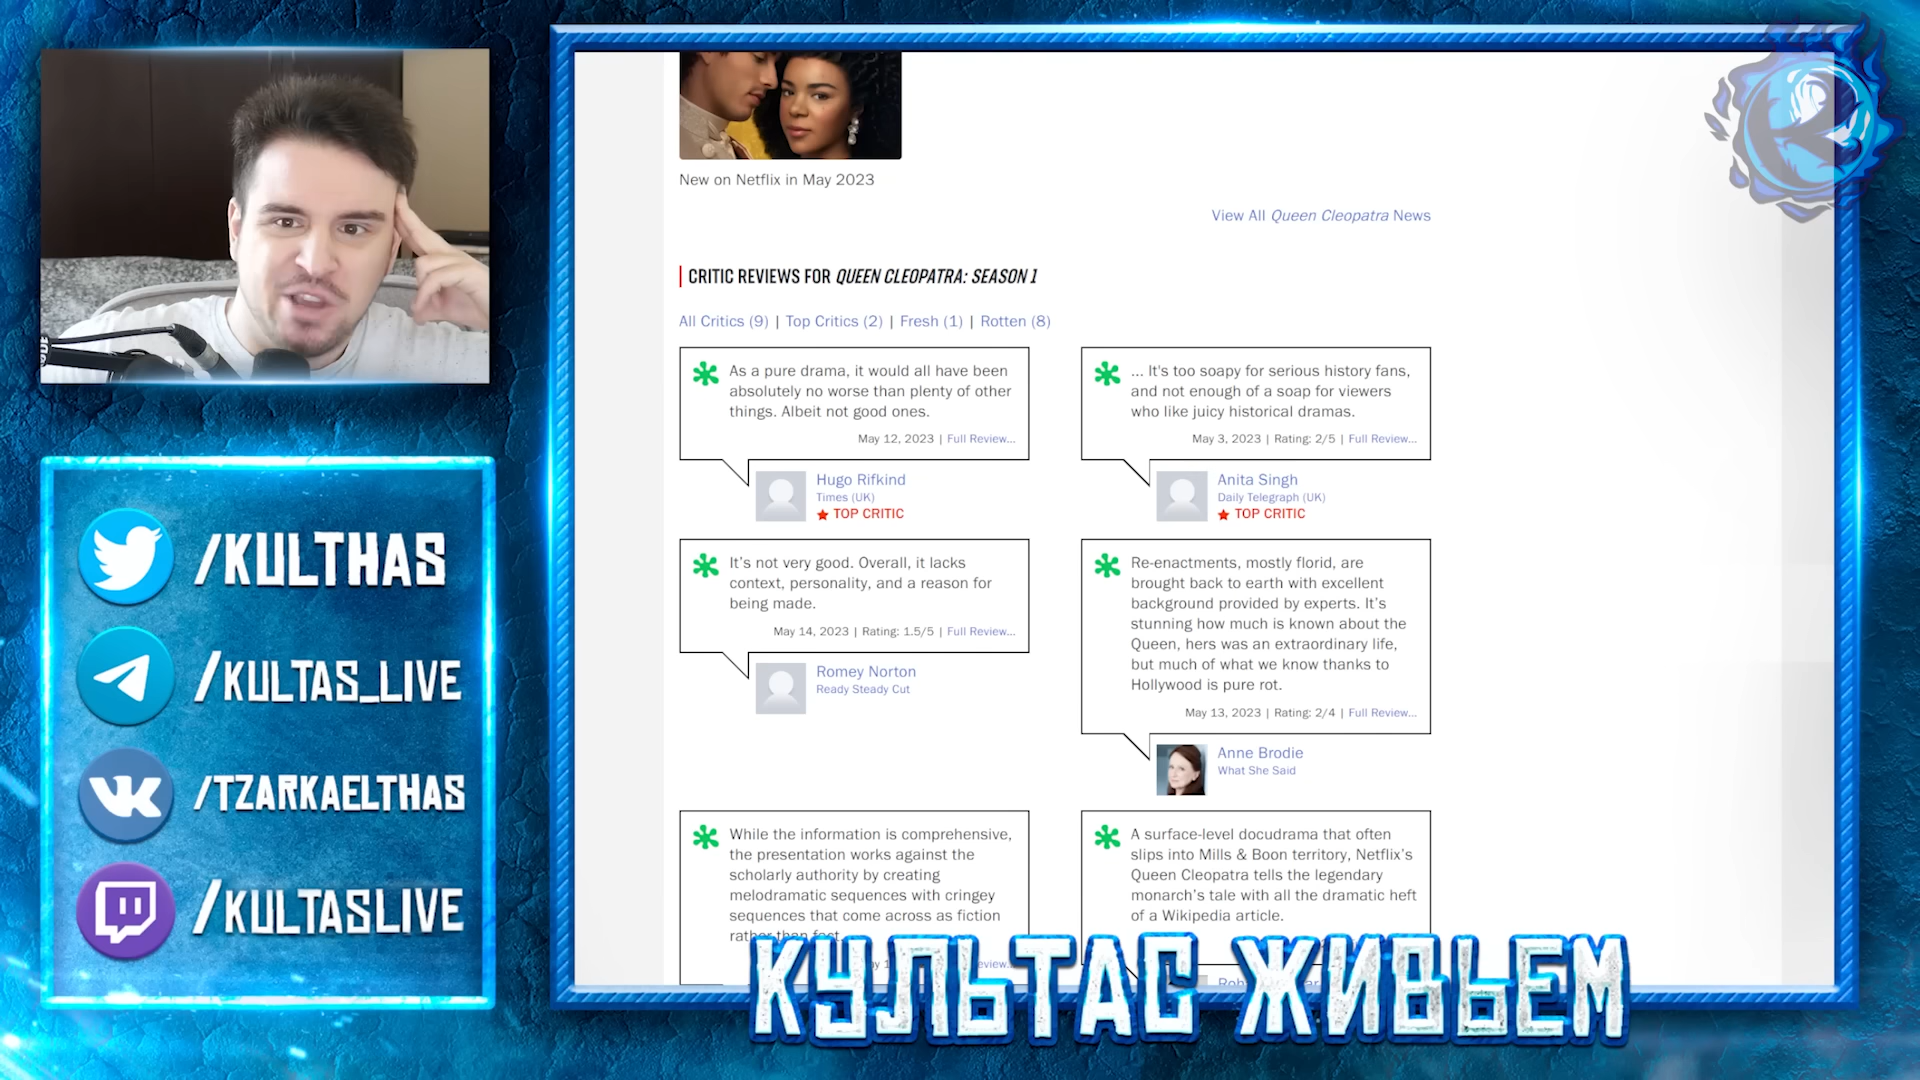 New on Netflix in May 2023
View All Queen Cleopatra News
CRITIC REVIEWS FOR QUEEN CLEOPATRA: SEASON 1
All Critics (9) | Top Critics (2) | Fresh (1) | Rotten (8)
As a pure drama, it would all have been
absolutely no worse than plenty of other
things. Albeit not good ones.
May 12, 2023 | Full Review...
Hugo Rifkind
Times (UK)
TOP CRITIC
... It's too soapy for serious history fans,
and not enough of a soap for viewers
who like juicy historical dramas.
May 3, 2023 | Rating: 2/5 | Full Review...
Anita Singh
Daily Telegraph (UK)
TOP CRITIC
It's not very good. Overall, it lacks
context, personality, and a reason for
being made.
May 14, 2023 | Rating: 1.5/5 | Full Review...
Romey Norton
Ready Steady Cut
Re-enactments, mostly florid, are
brought back to earth with excellent
background provided by experts. It's
stunning how much is known about the
Queen, hers was an extraordinary life,
but much of what we know thanks to
Hollywood is pure rot.
May 13, 2023 | Rating: 2/4 | Full Review...
Anne Brodie
What She Said
While the information is comprehensive,
the presentation works against the
scholarly authority by creating
melodramatic sequences with cringey
sequences that come across as fiction
rather than fact.
A surface-level docudrama that often
slips into Mills & Boon territory, Netflix's
Queen Cleopatra tells the legendary
monarch's tale with all the dramatic heft
of a Wikipedia article.
/KULTHAS
/KULTAS_LIVE
/TZARKAELTHAS
/KULTASLIVE
КУЛЬТАС ЖИВЬЕМ